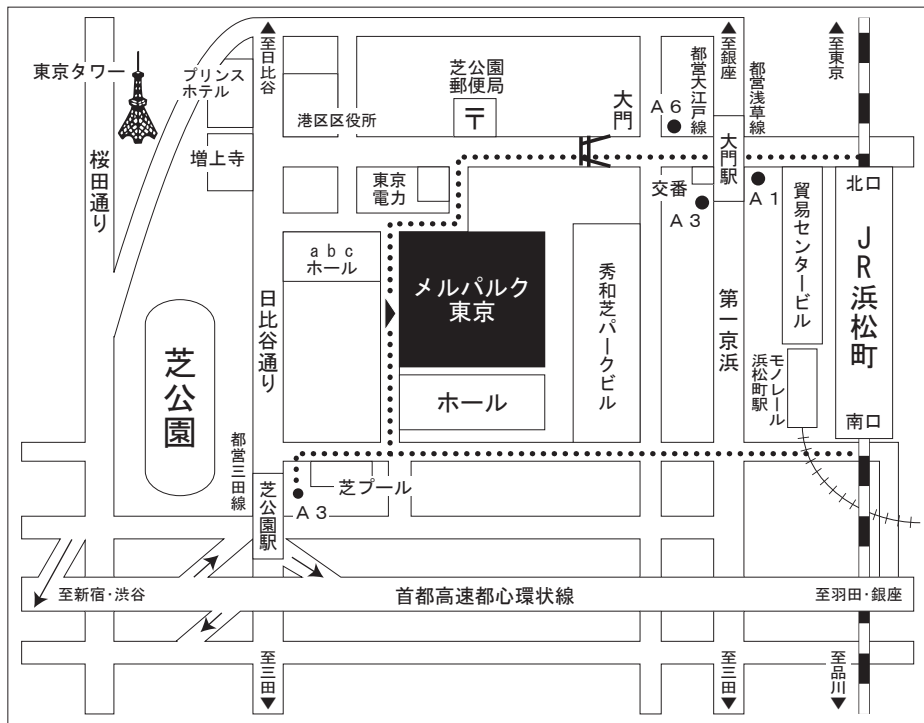 至日比谷
至銀座
至東京
東京タワー
プリンス
ホテル
芝公園
郵便局
〒
大門
A6
都営大江戸線
都営浅草線
港区区役所
桜田通り
増上寺
東京
電力
大門駅
交番
A3
A1
北口
貿易センタービル
JR浜松町
abc
ホール
メルパルク
東京
秀和芝パークビル
日比谷通り
第一京浜
芝公園
ホール
モノレール
浜松町駅
南口
都営三田線
芝公園駅
芝プール
A3
至新宿・渋谷
首都高速都心環状線
至羽田・銀座
至三田
至三田
至品川